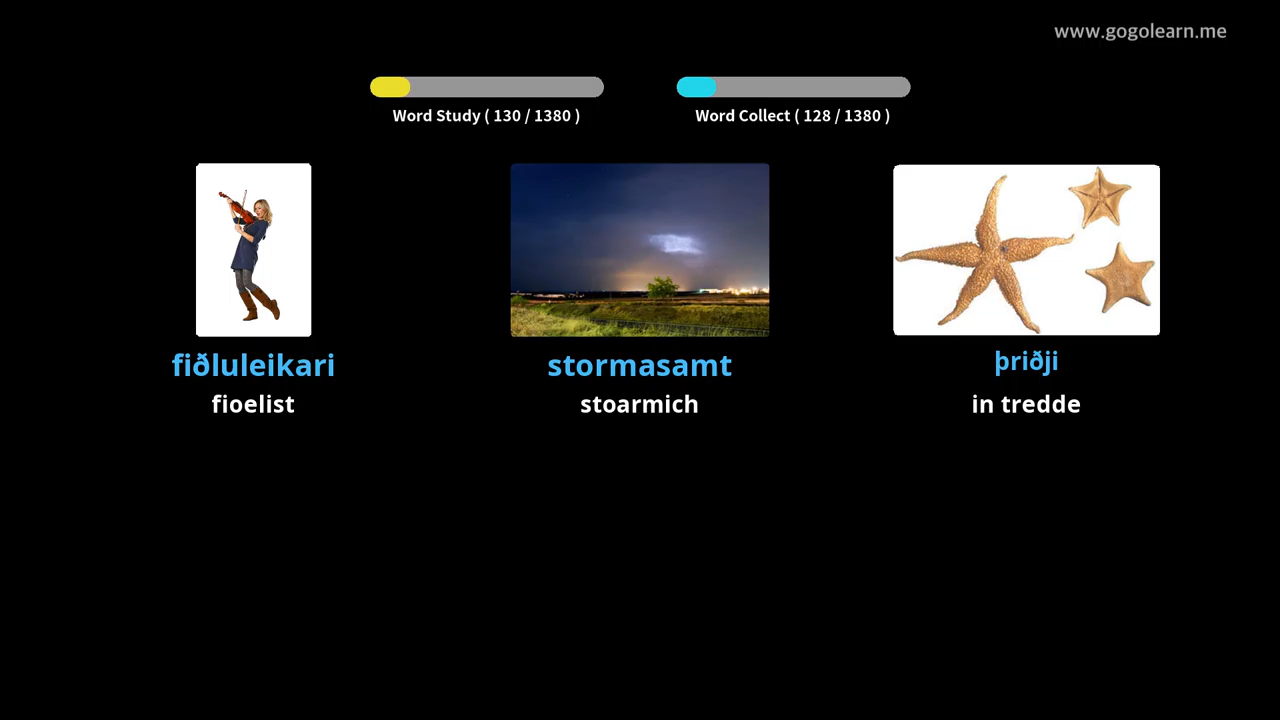 www.gogolearn.me
Word Study ( 130 / 1380 )
Word Collect ( 128 / 1380 )
fiðluleikari
fioelist
stormasamt
stoarmich
þriðji
in tredde